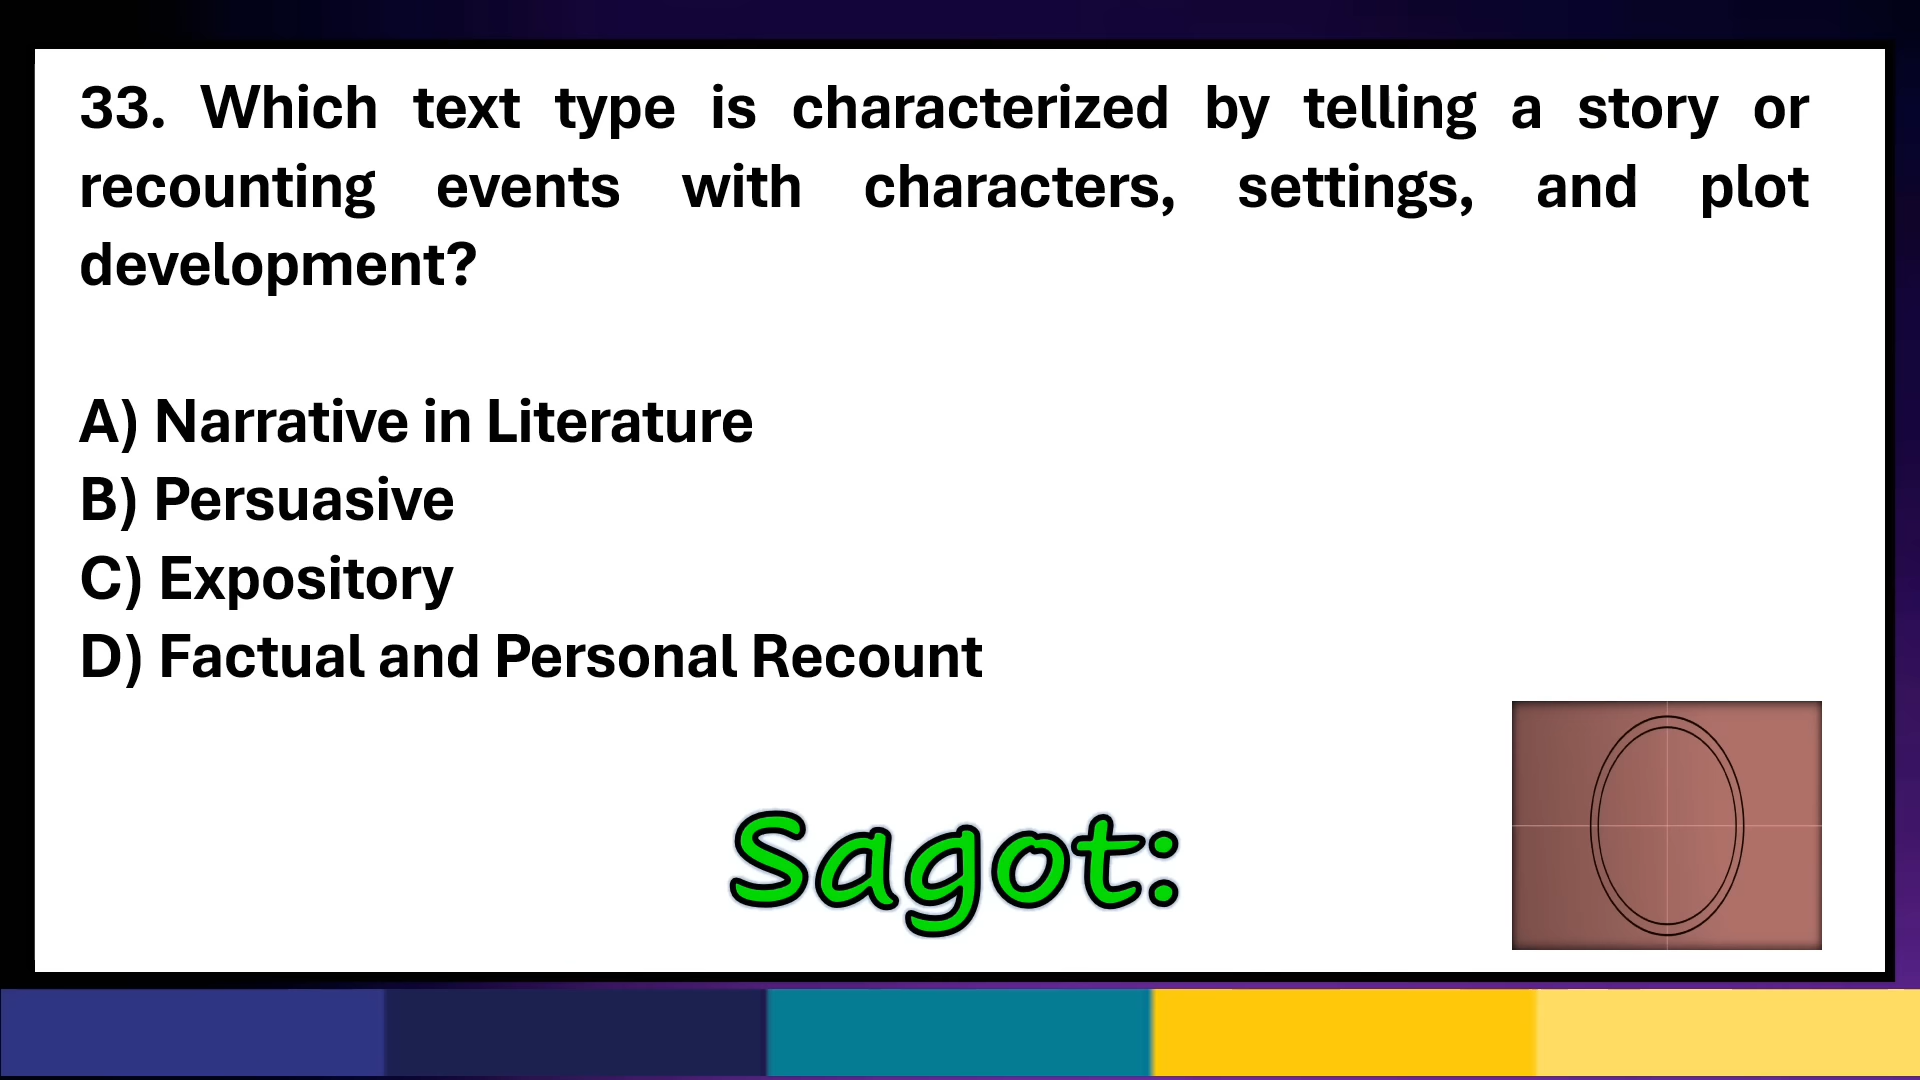 33. Which text type is characterized by telling a story or
recounting events with characters, settings, and plot
development?
A) Narrative in Literature
B) Persuasive
C) Expository
D) Factual and Personal Recount
Sagot: